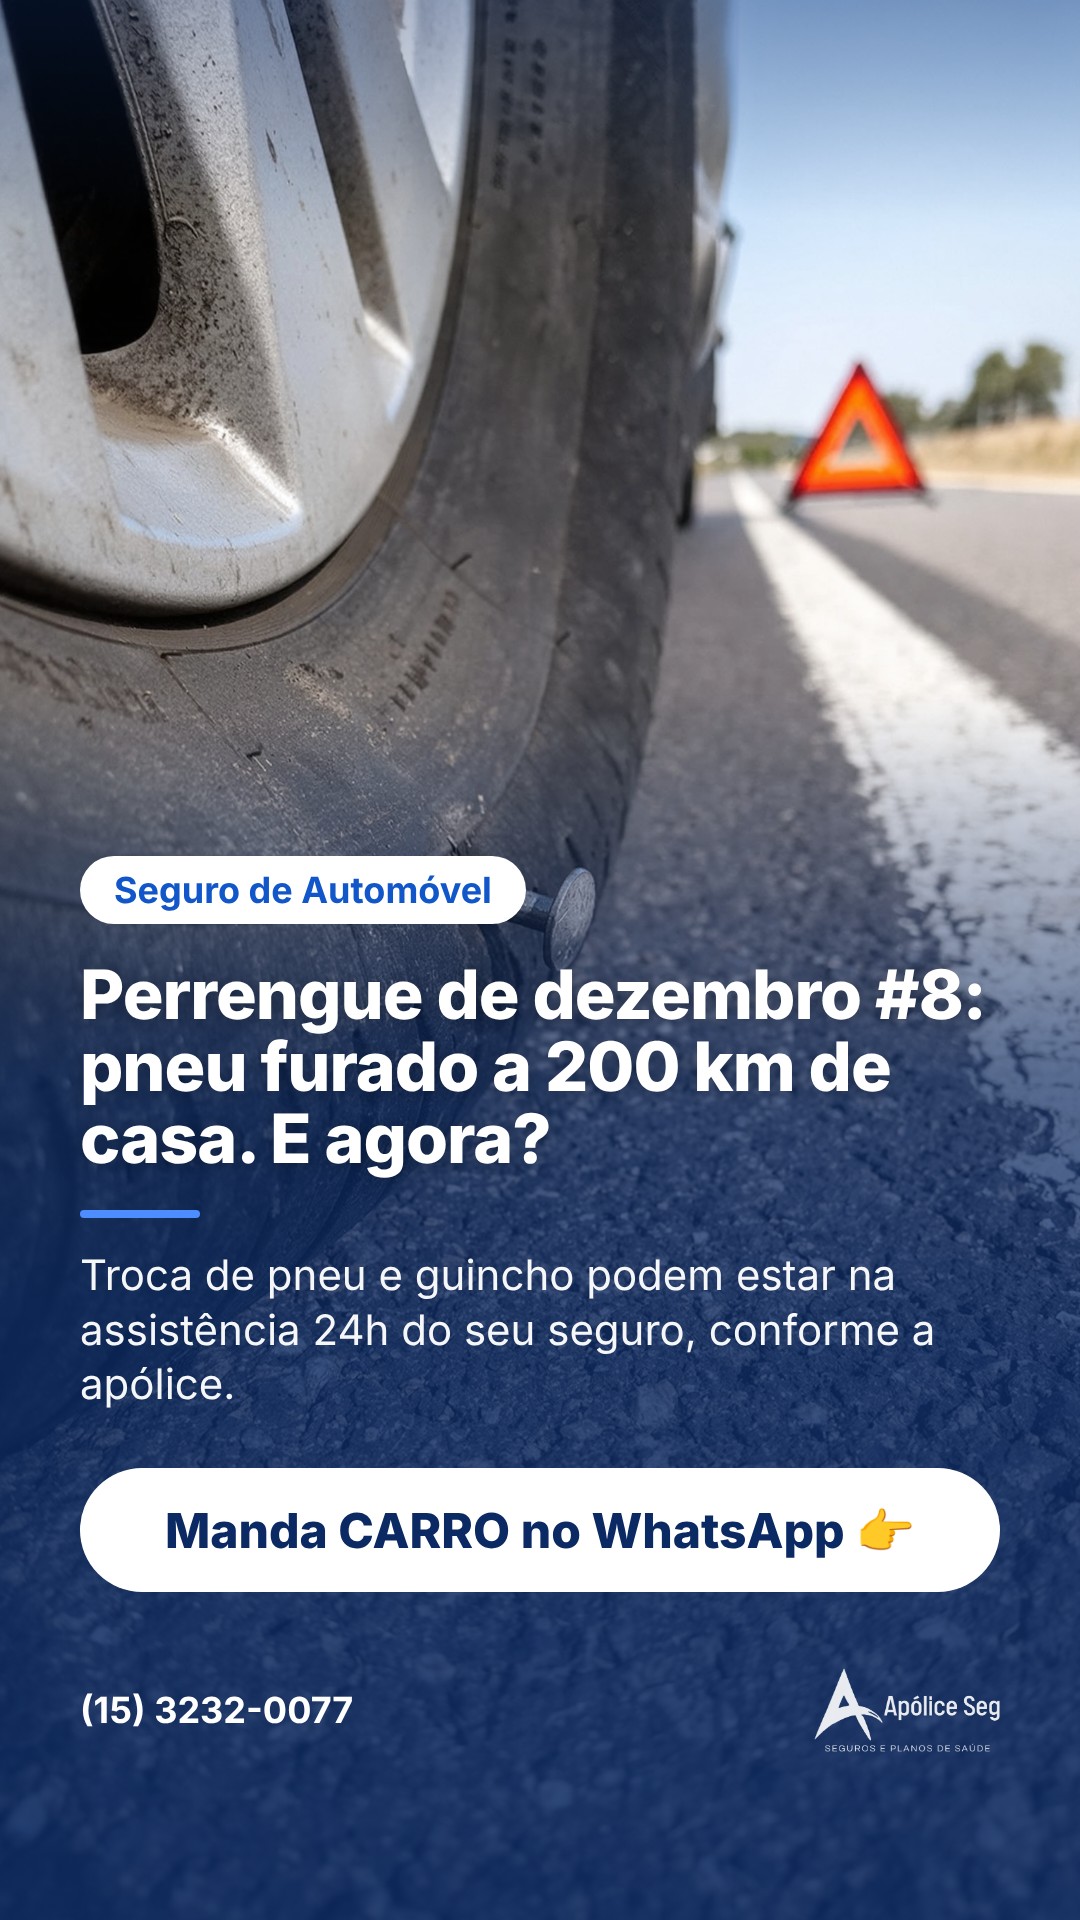 Seguro de Automóvel
Perrengue de dezembro #8:
pneu furado a 200 km de
casa. E agora?
Troca de pneu e guincho podem estar na
assistência 24h do seu seguro, conforme a
apólice.
Manda CARRO no WhatsApp 👉
(15) 3232-0077
Apólice Seg
SEGUROS E PLANOS DE SAÚDE